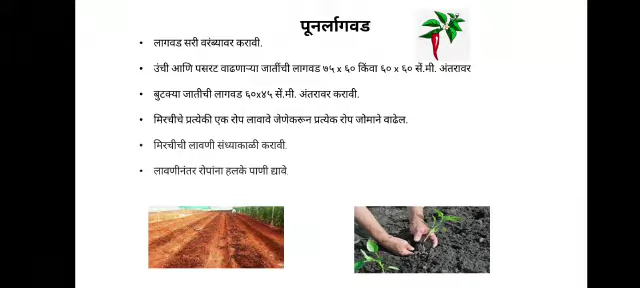 पूनर्लागवड
• लागवड सरी वरंब्यावर करावी.
• उंची आणि पसरट वाढणाऱ्या जातींची लागवड ७५ x ६० किंवा ६० x ६० सें.मी. अंतरावर
• बुटक्या जातीची लागवड ६०x४५ सें.मी. अंतरावर करावी.
• मिरचीचे प्रत्येकी एक रोप लावावे जेणेकरून प्रत्येक रोप जोमाने वाढेल.
• मिरचीची लावणी संध्याकाळी करावी.
• लावणीनंतर रोपांना हलके पाणी द्यावे.